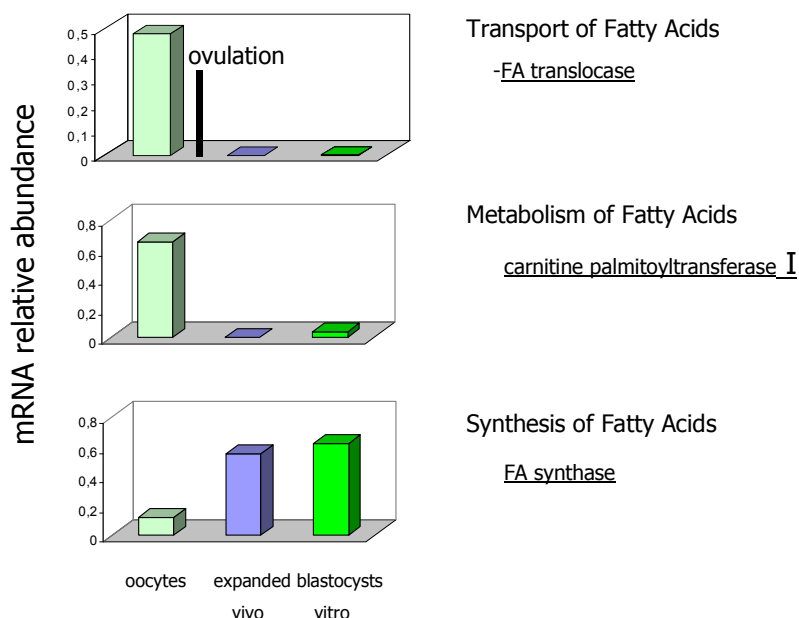 mRNA relative abundance
0,5
0,4
0,3
0,2
0,1
0
ovulation
Transport of Fatty Acids
-FA translocase
0,8
0,6
0,4
0,2
0
Metabolism of Fatty Acids
carnitine palmitoyltransferase I
0,8
0,6
0,4
0,2
0
Synthesis of Fatty Acids
FA synthase
oocytes expanded blastocysts
vivo vitro